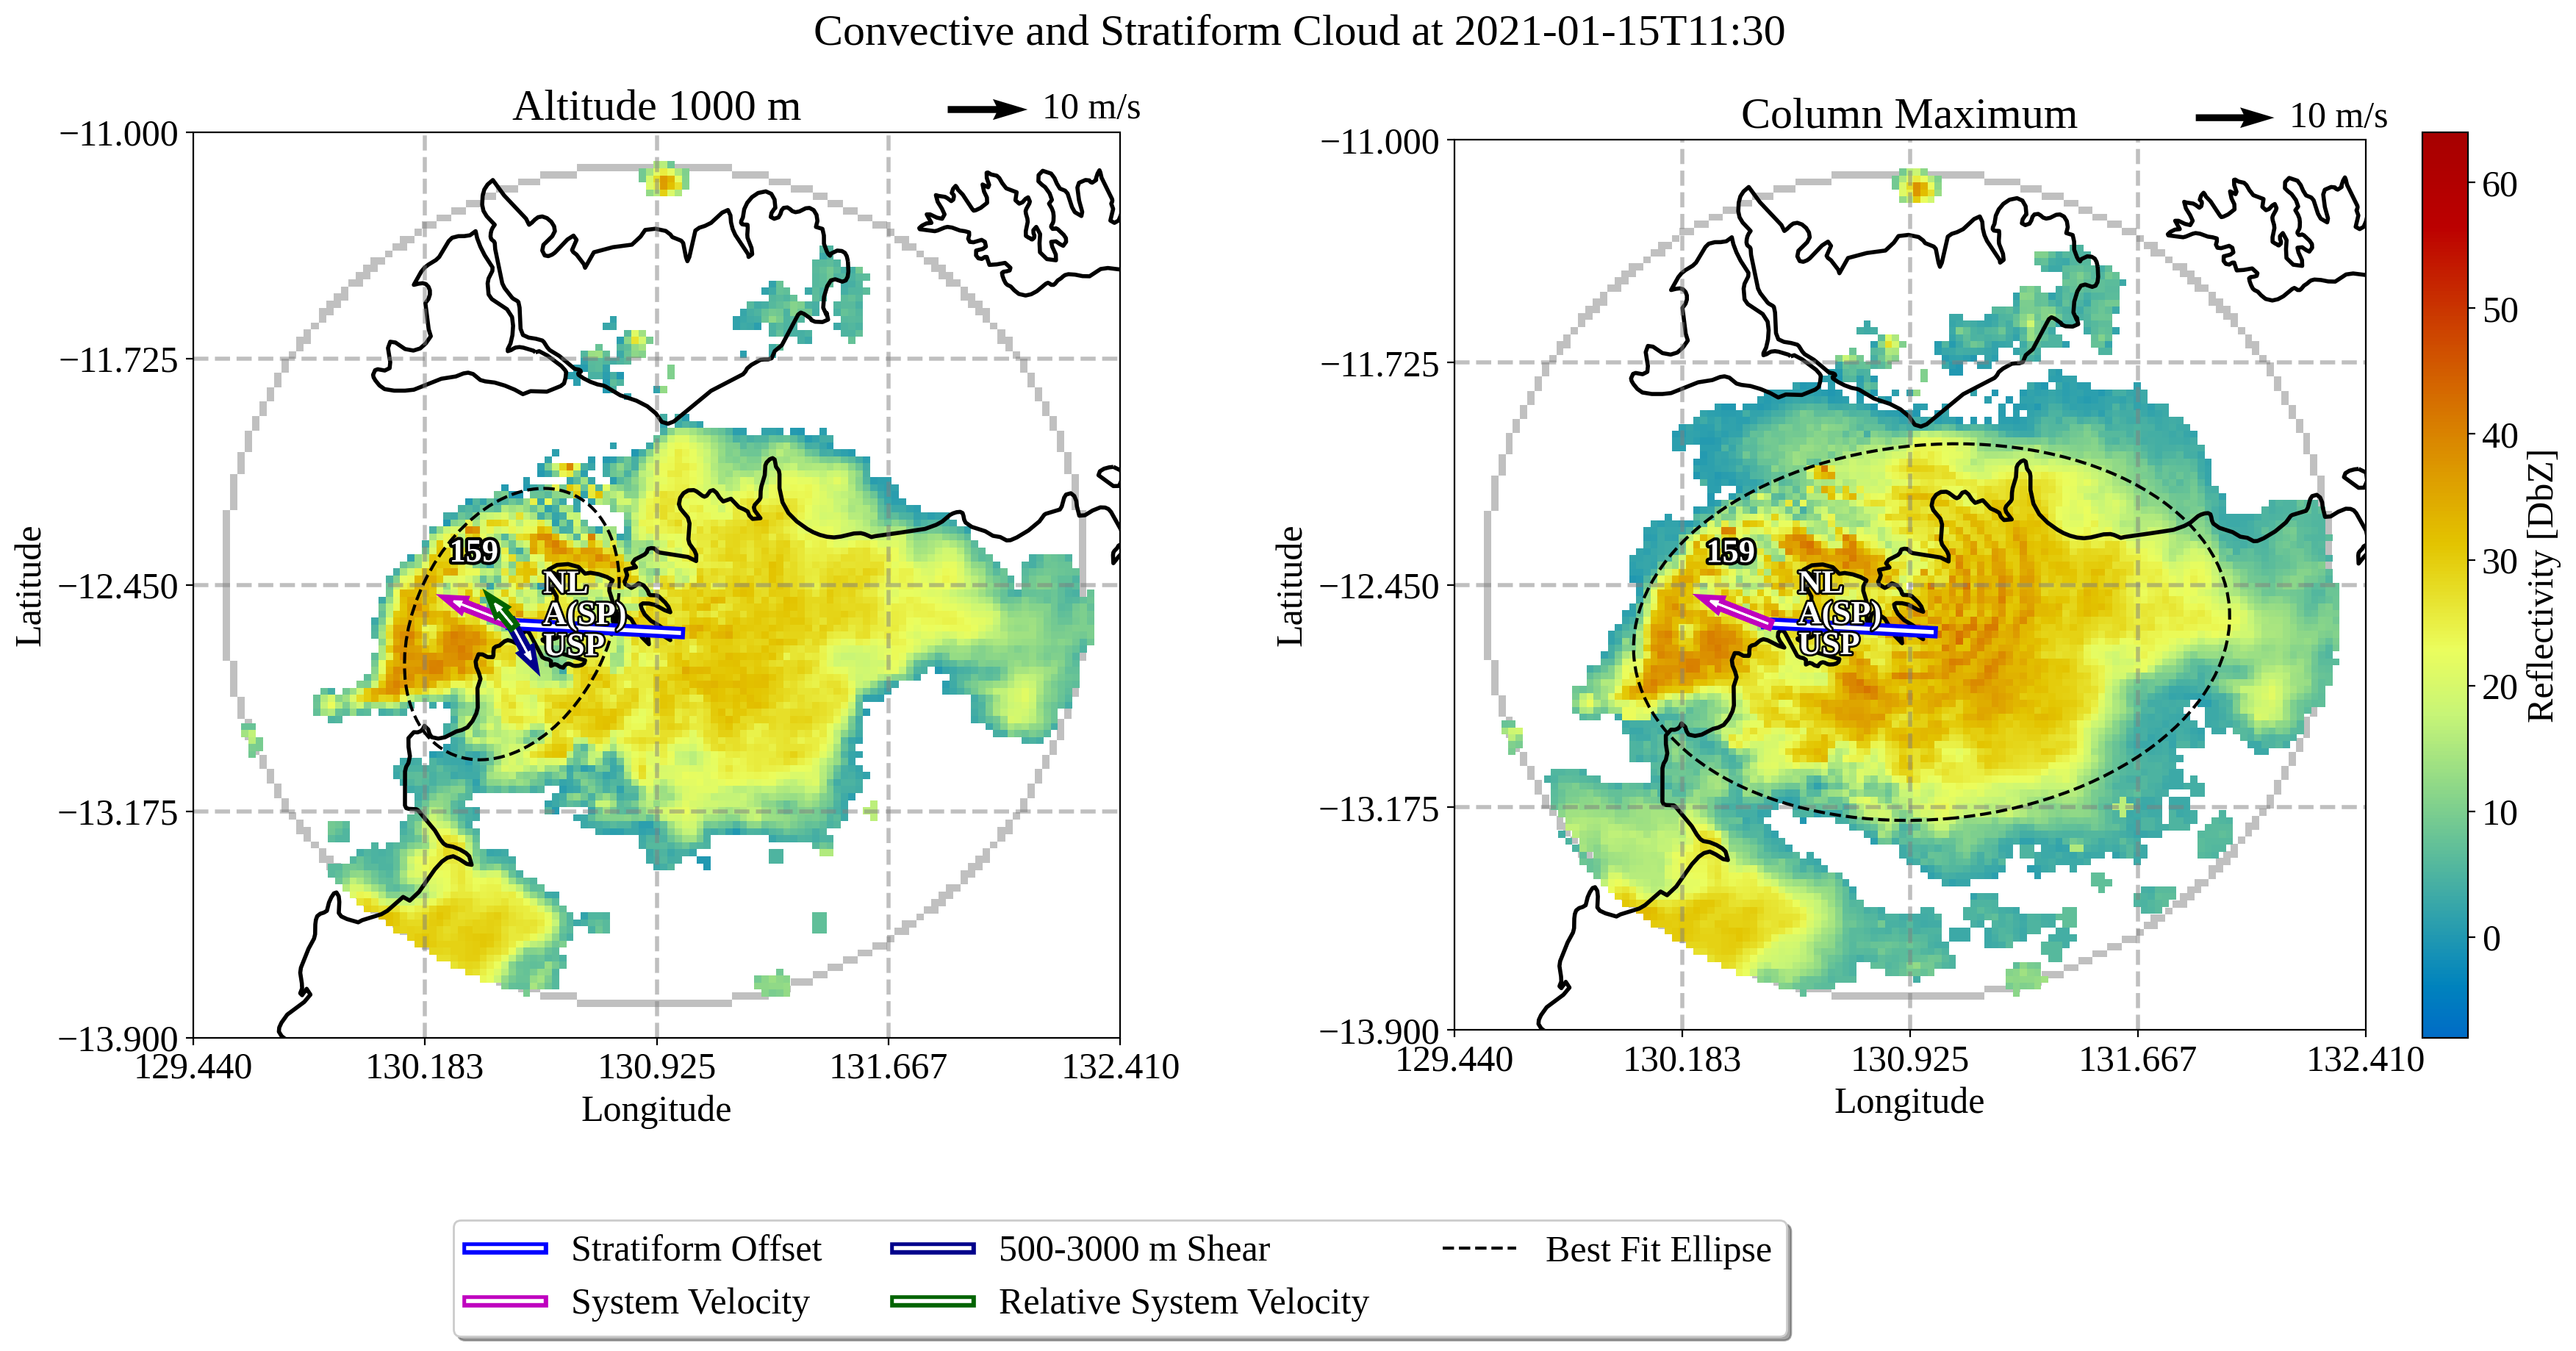 Convective and Stratiform Cloud at 2021-01-15T11:30
Altitude 1000 m
10 m/s
−11.000
−11.725
−12.450
−13.175
−13.900
Latitude
159
NL
A(SP)
USP
129.440
130.183
130.925
131.667
132.410
Longitude
Column Maximum
10 m/s
−11.000
−11.725
−12.450
−13.175
−13.900
Latitude
159
NL
A(SP)
USP
129.440
130.183
130.925
131.667
132.410
Longitude
60
50
40
30
20
10
0
Reflectivity [DbZ]
Stratiform Offset
System Velocity
500-3000 m Shear
Relative System Velocity
Best Fit Ellipse